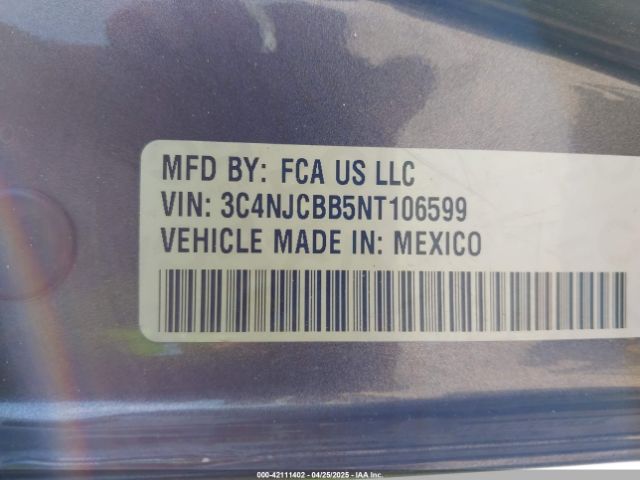 MFD BY: FCA US LLC
VIN: 3C4NJCBB5NT106599
VEHICLE MADE IN: MEXICO
000-42111402 - 04/25/2025 - IAA Inc.